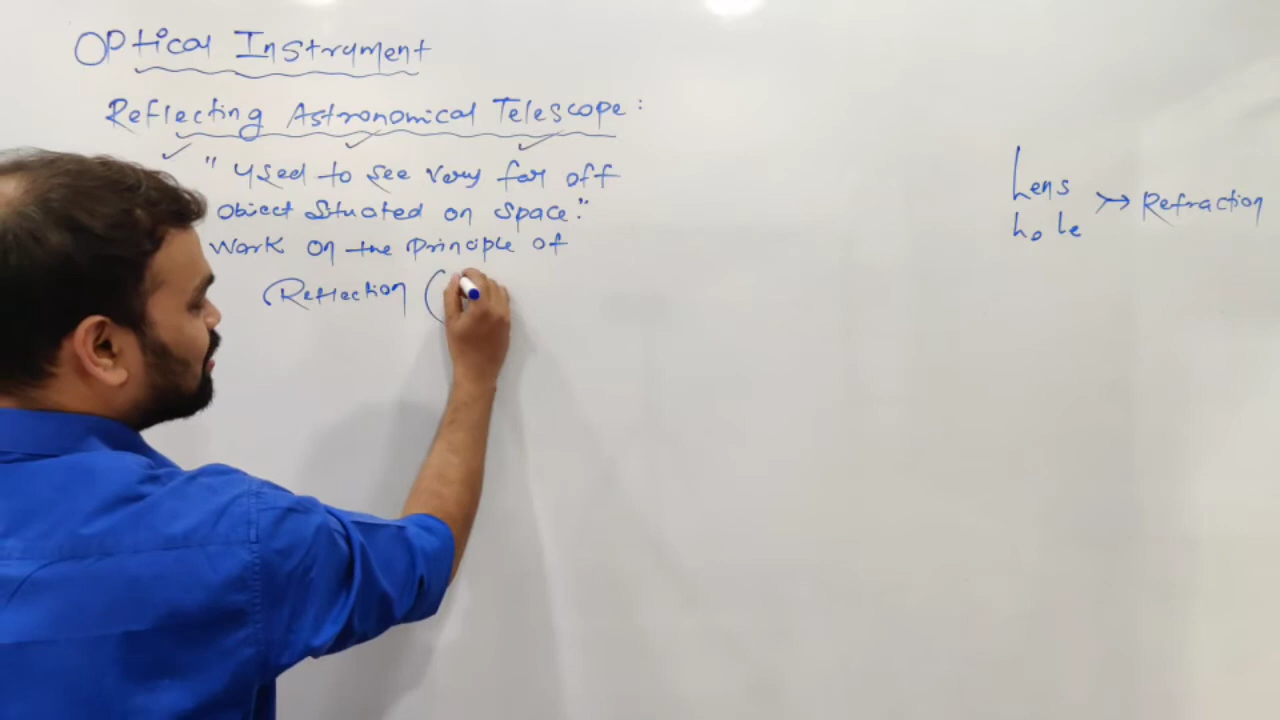 Optical Instrument
Reflecting Astronomical Telescope:
" Used to see very far off
object situated on space."
Work on the principle of
Reflection (
Lens
hole
Refraction